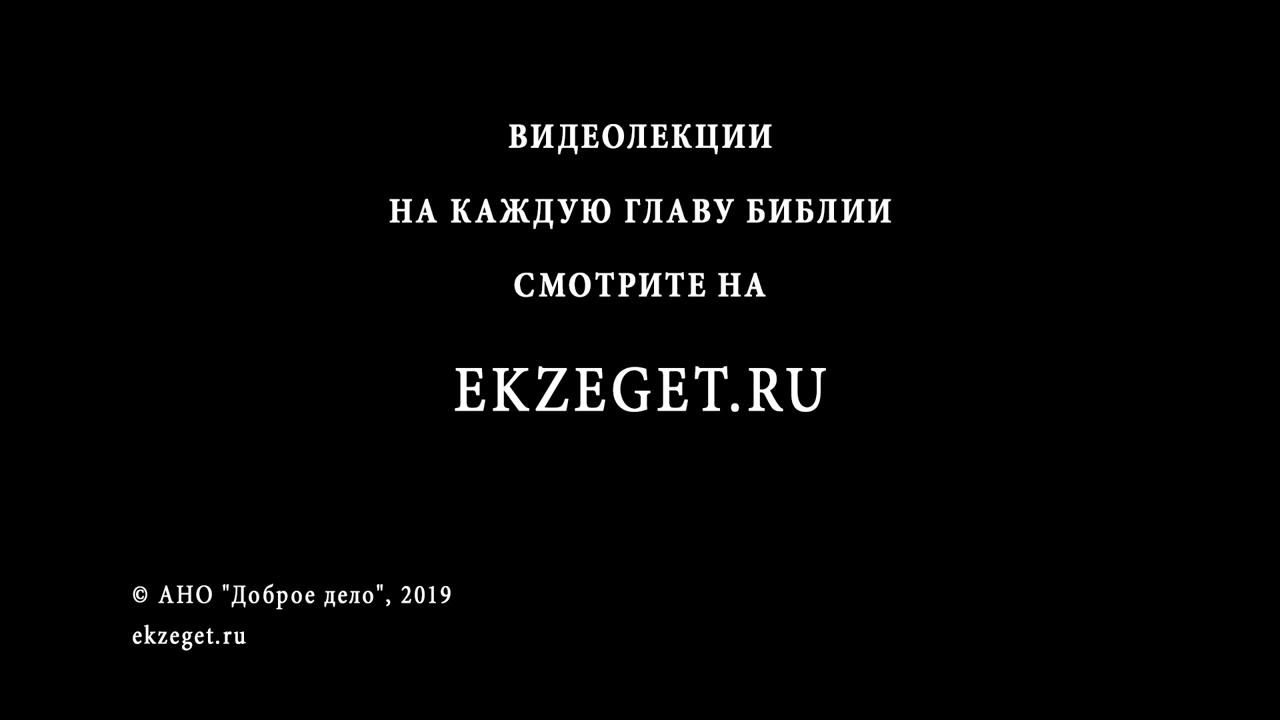 ВИДЕОЛЕКЦИИ
НА КАЖДУЮ ГЛАВУ БИБЛИИ
СМОТРИТЕ НА
EKZEGET.RU
© АНО "Доброе дело", 2019
ekzeget.ru